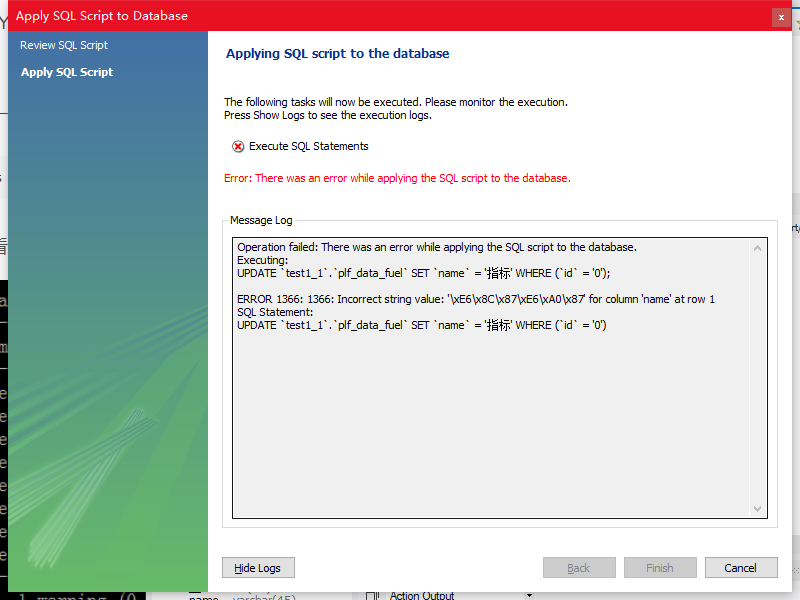 Apply SQL Script to Database
x
Review SQL Script
Apply SQL Script
Applying SQL script to the database
The following tasks will now be executed. Please monitor the execution.
Press Show Logs to see the execution logs.
Execute SQL Statements
Error: There was an error while applying the SQL script to the database.
Message Log
Operation failed: There was an error while applying the SQL script to the database.
Executing:
UPDATE `test1_1`.`plf_data_fuel` SET `name` = '指标' WHERE (`id` = '0');
ERROR 1366: 1366: Incorrect string value: '\xE6\x8C\x87\xE6\xA0\x87' for column 'name' at row 1
SQL Statement:
UPDATE `test1_1`.`plf_data_fuel` SET `name` = '指标' WHERE (`id` = '0')
Hide Logs
Back
Finish
Cancel
1 warning (0
name varchar(45)
Action Output